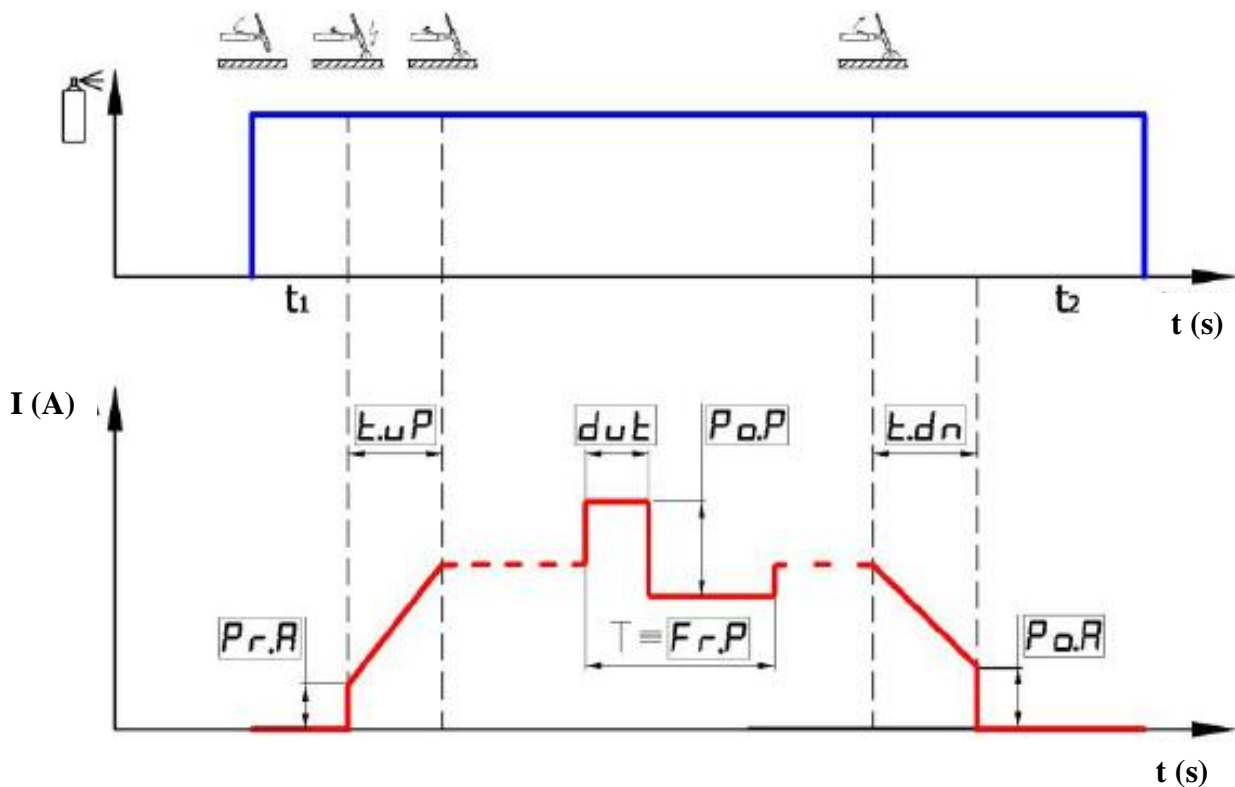 t1
t2
t (s)
I (A)
t.uP
dut
Po.P
t.dn
Pr.A
T = Fr.P
Po.A
t (s)